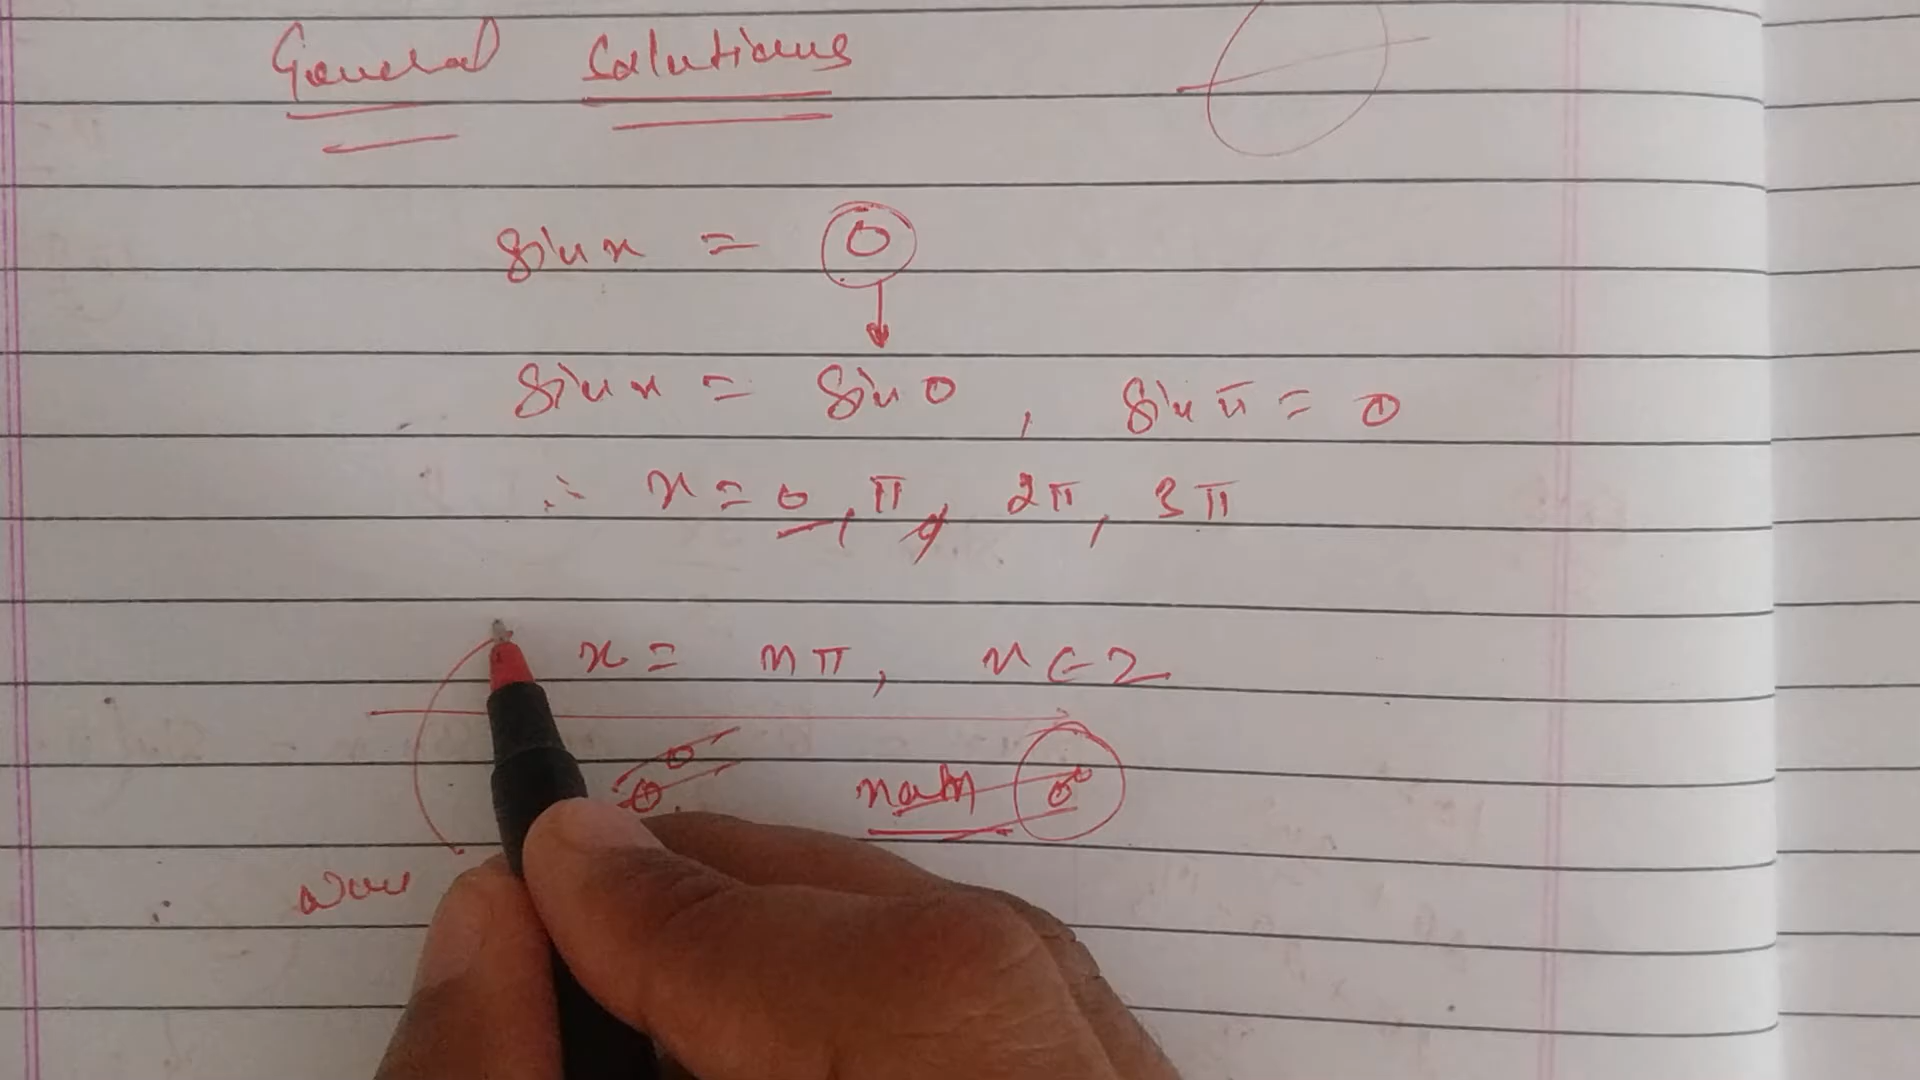 General Solutions
sin x = 0
sin x = sin 0 , sin π = 0
∴ x = 0, π, 2π, 3π
x = nπ, n ∈ Z